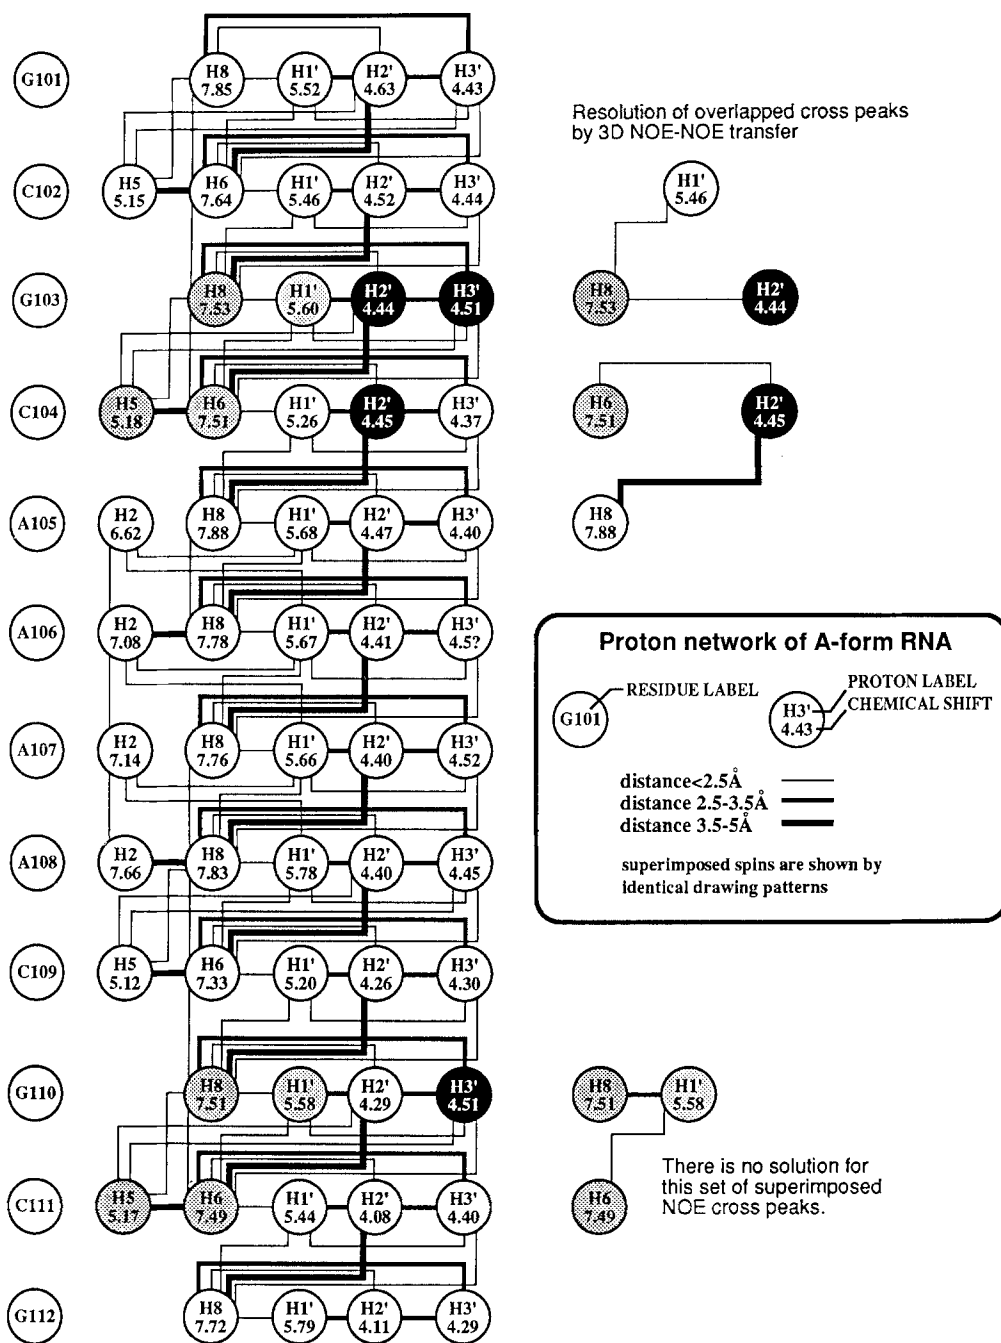 G101
H8 7.85
H1' 5.52
H2' 4.63
H3' 4.43
C102
H5 5.15
H6 7.64
H1' 5.46
H2' 4.52
H3' 4.44
G103
H8 7.53
H1' 5.60
H2' 4.44
H3' 4.51
C104
H5 5.18
H6 7.51
H1' 5.26
H2' 4.45
H3' 4.37
A105
H2 6.62
H8 7.88
H1' 5.68
H2' 4.47
H3' 4.40
A106
H2 7.08
H8 7.78
H1' 5.67
H2' 4.41
H3' 4.5?
A107
H2 7.14
H8 7.76
H1' 5.66
H2' 4.40
H3' 4.52
A108
H2 7.66
H8 7.83
H1' 5.78
H2' 4.40
H3' 4.45
C109
H5 5.12
H6 7.33
H1' 5.20
H2' 4.26
H3' 4.30
G110
H8 7.51
H1' 5.58
H2' 4.29
H3' 4.51
C111
H5 5.17
H6 7.49
H1' 5.44
H2' 4.08
H3' 4.40
G112
H8 7.72
H1' 5.79
H2' 4.11
H3' 4.29
Resolution of overlapped cross peaks
by 3D NOE-NOE transfer
H1' 5.46
H8 7.53
H2' 4.44
H6 7.51
H2' 4.45
H8 7.88
Proton network of A-form RNA
G101
RESIDUE LABEL
H3' 4.43
PROTON LABEL
CHEMICAL SHIFT
distance<2.5Å
distance 2.5-3.5Å
distance 3.5-5Å
superimposed spins are shown by
identical drawing patterns
H8 7.51
H1' 5.58
H6 7.49
There is no solution for
this set of superimposed
NOE cross peaks.